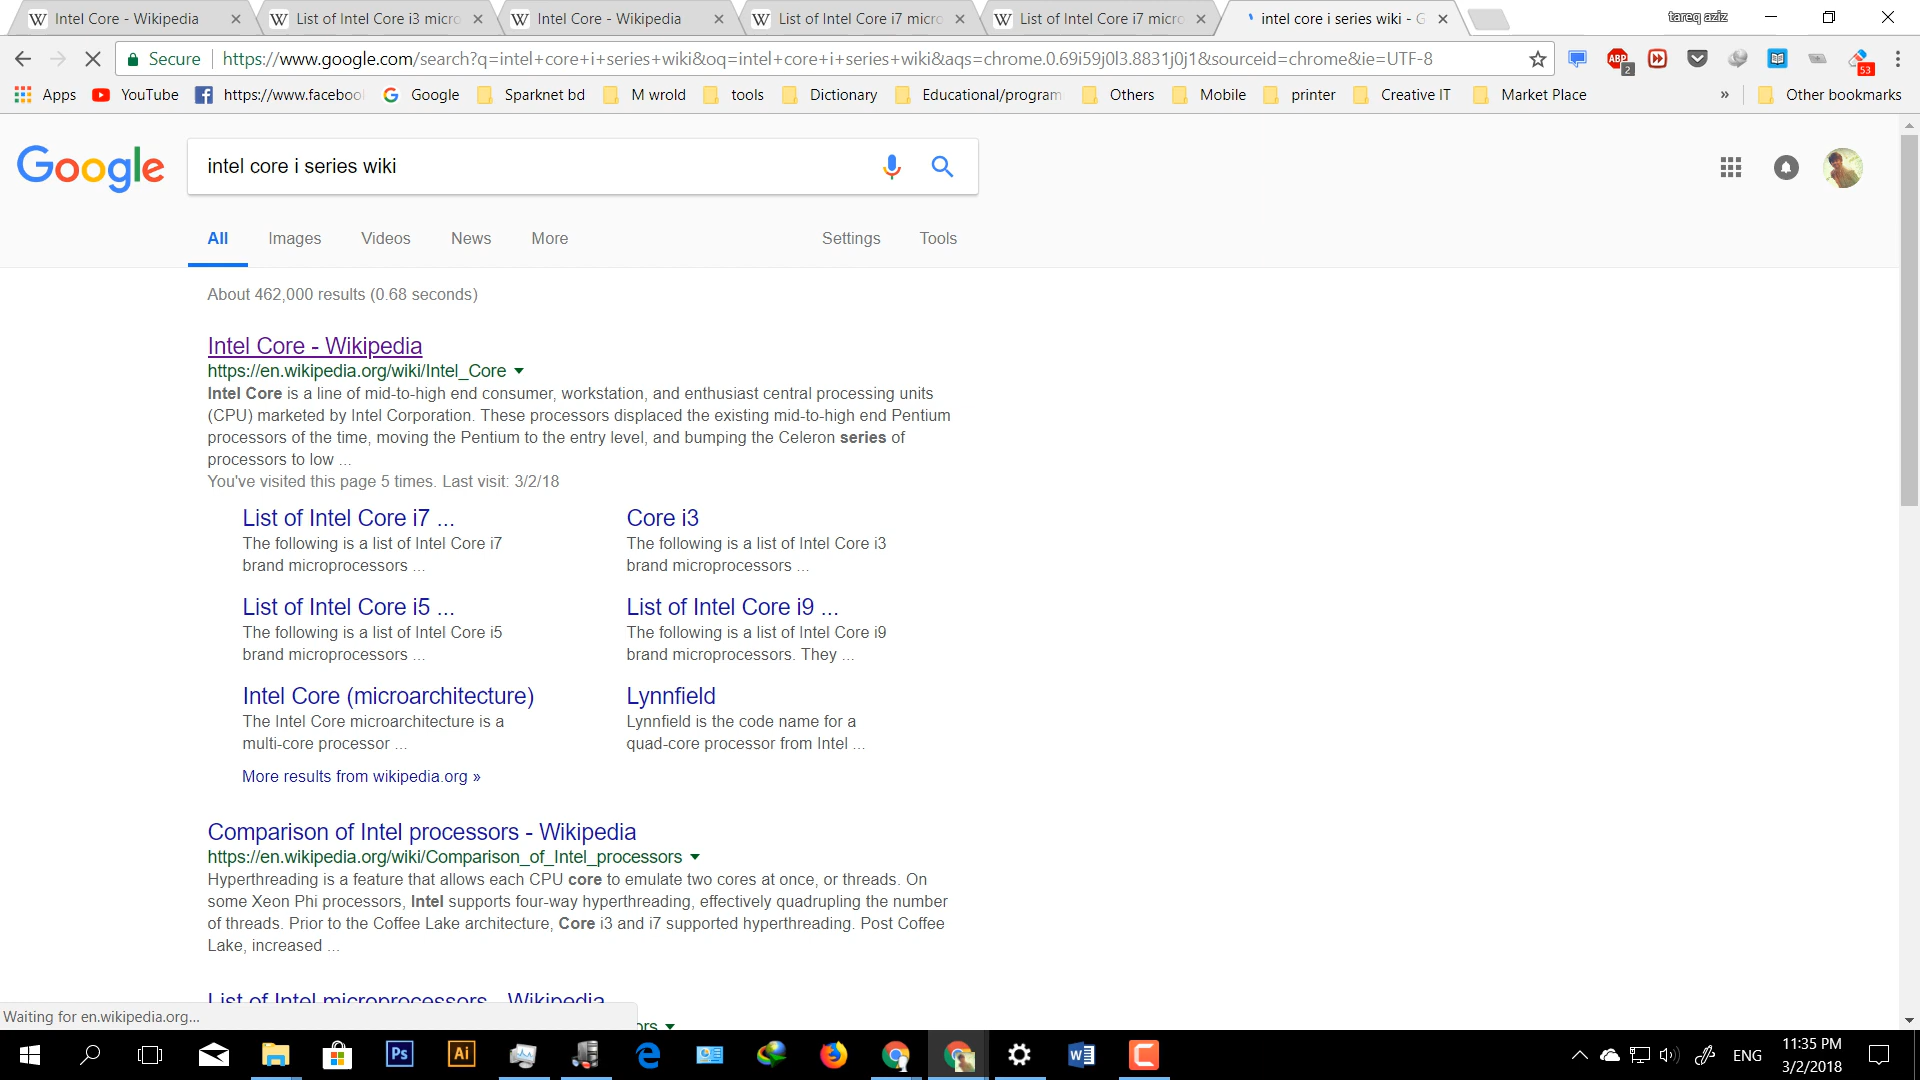 Intel Core - Wikipedia
List of Intel Core i3 micro
Intel Core - Wikipedia
List of Intel Core i7 micro
List of Intel Core i7 micro
intel core i series wiki - G
tareq aziz
Secure
https://www.google.com/search?q=intel+core+i+series+wiki&oq=intel+core+i+series+wiki&aqs=chrome.0.69i59j0l3.8831j0j1&sourceid=chrome&ie=UTF-8
ABP
2
53
Apps
YouTube
https://www.faceboo
Google
Sparknet bd
M wrold
tools
Dictionary
Educational/program
Others
Mobile
printer
Creative IT
Market Place
»
Other bookmarks
Google
intel core i series wiki
All
Images
Videos
News
More
Settings
Tools
About 462,000 results (0.68 seconds)
Intel Core - Wikipedia
https://en.wikipedia.org/wiki/Intel_Core
Intel Core is a line of mid-to-high end consumer, workstation, and enthusiast central processing units
(CPU) marketed by Intel Corporation. These processors displaced the existing mid-to-high end Pentium
processors of the time, moving the Pentium to the entry level, and bumping the Celeron series of
processors to low ...
You've visited this page 5 times. Last visit: 3/2/18
List of Intel Core i7 ...
The following is a list of Intel Core i7
brand microprocessors ...
Core i3
The following is a list of Intel Core i3
brand microprocessors ...
List of Intel Core i5 ...
The following is a list of Intel Core i5
brand microprocessors ...
List of Intel Core i9 ...
The following is a list of Intel Core i9
brand microprocessors. They ...
Intel Core (microarchitecture)
The Intel Core microarchitecture is a
multi-core processor ...
Lynnfield
Lynnfield is the code name for a
quad-core processor from Intel ...
More results from wikipedia.org »
Comparison of Intel processors - Wikipedia
https://en.wikipedia.org/wiki/Comparison_of_Intel_processors
Hyperthreading is a feature that allows each CPU core to emulate two cores at once, or threads. On
some Xeon Phi processors, Intel supports four-way hyperthreading, effectively quadrupling the number
of threads. Prior to the Coffee Lake architecture, Core i3 and i7 supported hyperthreading. Post Coffee
Lake, increased ...
List of Intel microprocessors - Wikipedia
ors
Waiting for en.wikipedia.org...
Ps
Ai
ENG
11:35 PM
3/2/2018